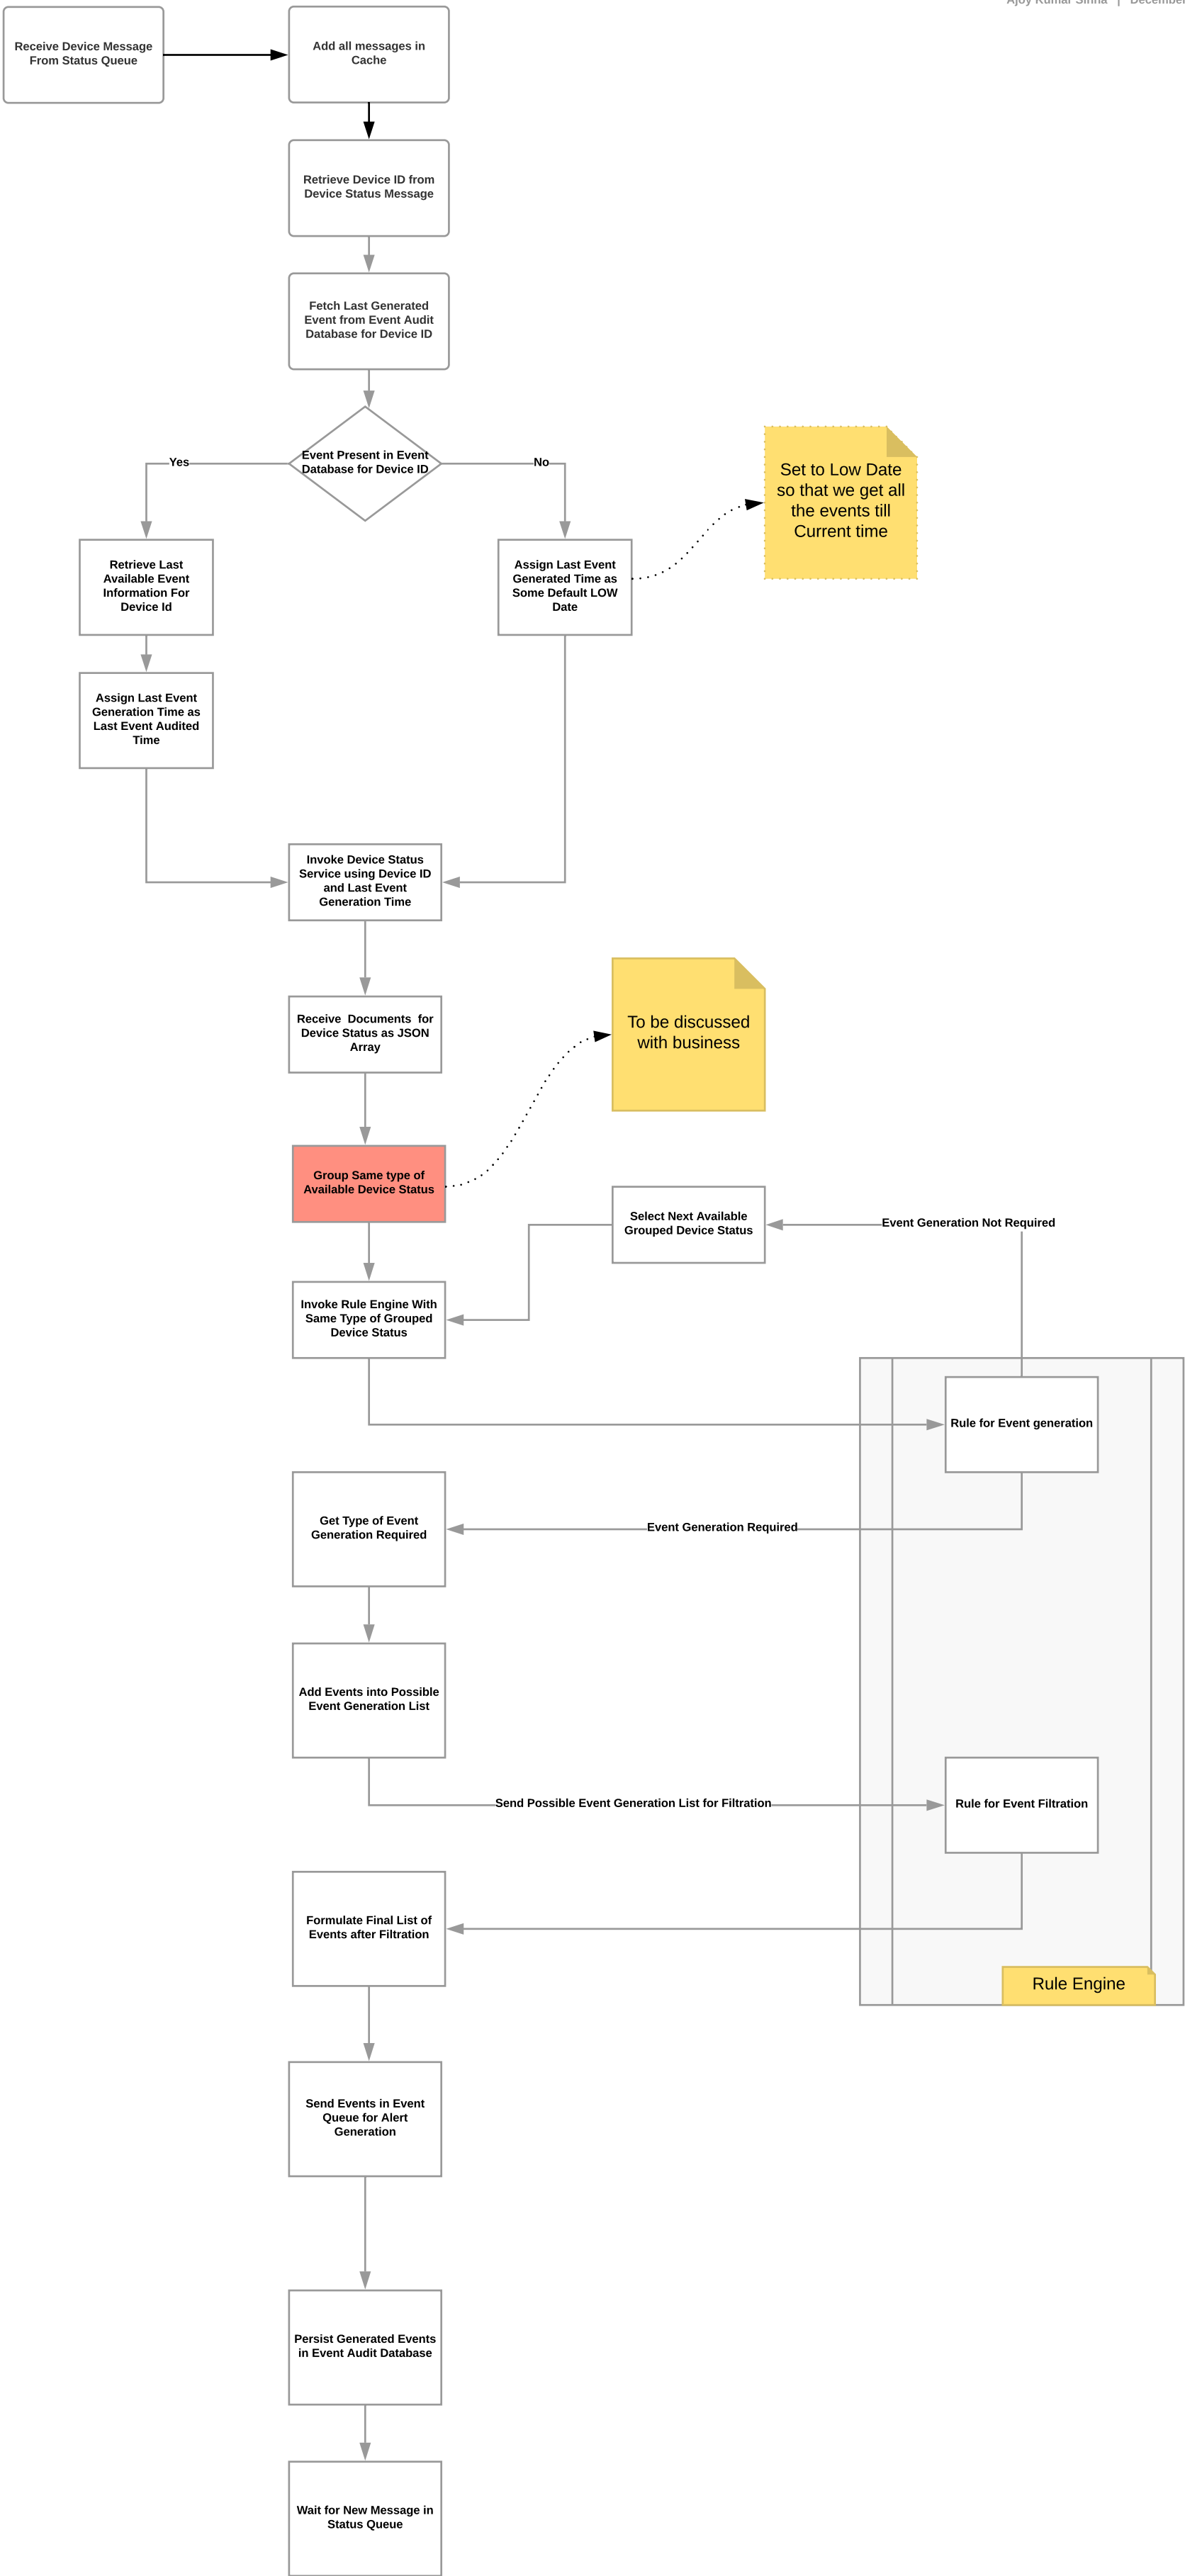 Ajoy Kumar Sinha | December
Receive Device Message
From Status Queue
Add all messages in
Cache
Retrieve Device ID from
Device Status Message
Fetch Last Generated
Event from Event Audit
Database for Device ID
Event Present in Event
Database for Device ID
Yes
No
Set to Low Date
so that we get all
the events till
Current time
Retrieve Last
Available Event
Information For
Device Id
Assign Last Event
Generated Time as
Some Default LOW
Date
Assign Last Event
Generation Time as
Last Event Audited
Time
Invoke Device Status
Service using Device ID
and Last Event
Generation Time
Receive Documents for
Device Status as JSON
Array
To be discussed
with business
Group Same type of
Available Device Status
Select Next Available
Grouped Device Status
Event Generation Not Required
Invoke Rule Engine With
Same Type of Grouped
Device Status
Rule for Event generation
Get Type of Event
Generation Required
Event Generation Required
Add Events into Possible
Event Generation List
Send Possible Event Generation List for Filtration
Rule for Event Filtration
Formulate Final List of
Events after Filtration
Rule Engine
Send Events in Event
Queue for Alert
Generation
Persist Generated Events
in Event Audit Database
Wait for New Message in
Status Queue